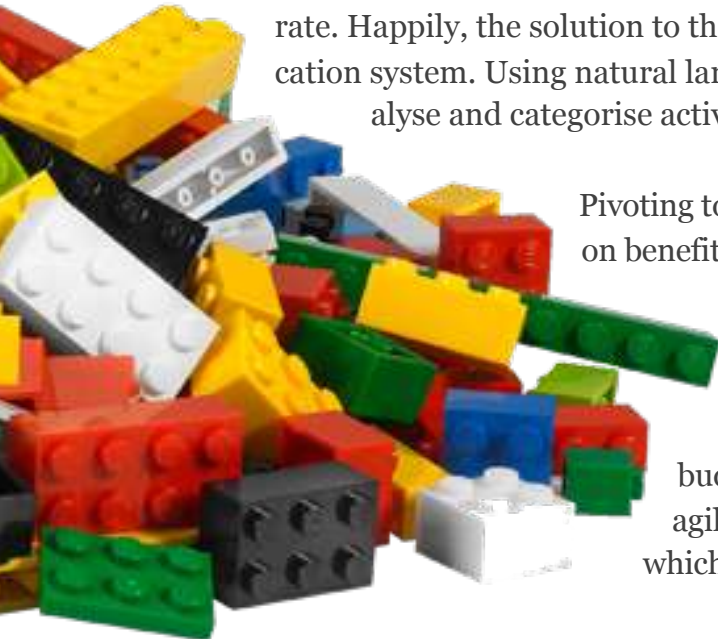 rate. Happily, the solution to th
cation system. Using natural lan
alyse and categorise activ
Pivoting to
on benefit
buc
agil
which